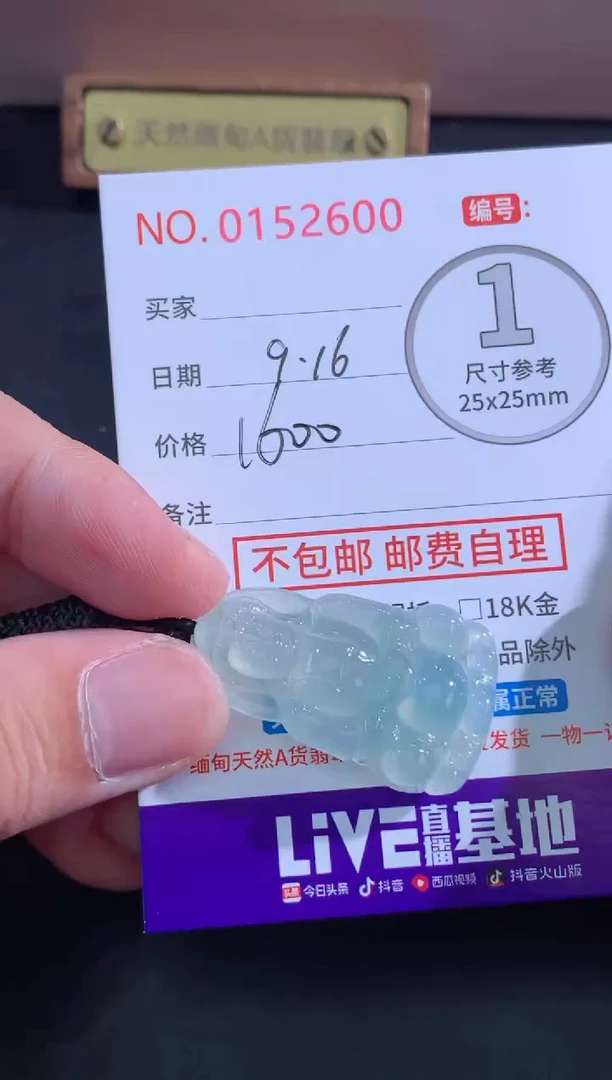 天然缅甸A货翡翠
NO.0152600
编号：
买家
1
尺寸参考
25x25mm
日期 9.16
价格 1600
备注
不包邮 邮费自理
□18K金
品除外
属正常
缅甸天然A货翡
发货 一物一
LiVE直播基地
头条 今日头条 抖音 西瓜视频 抖音火山版